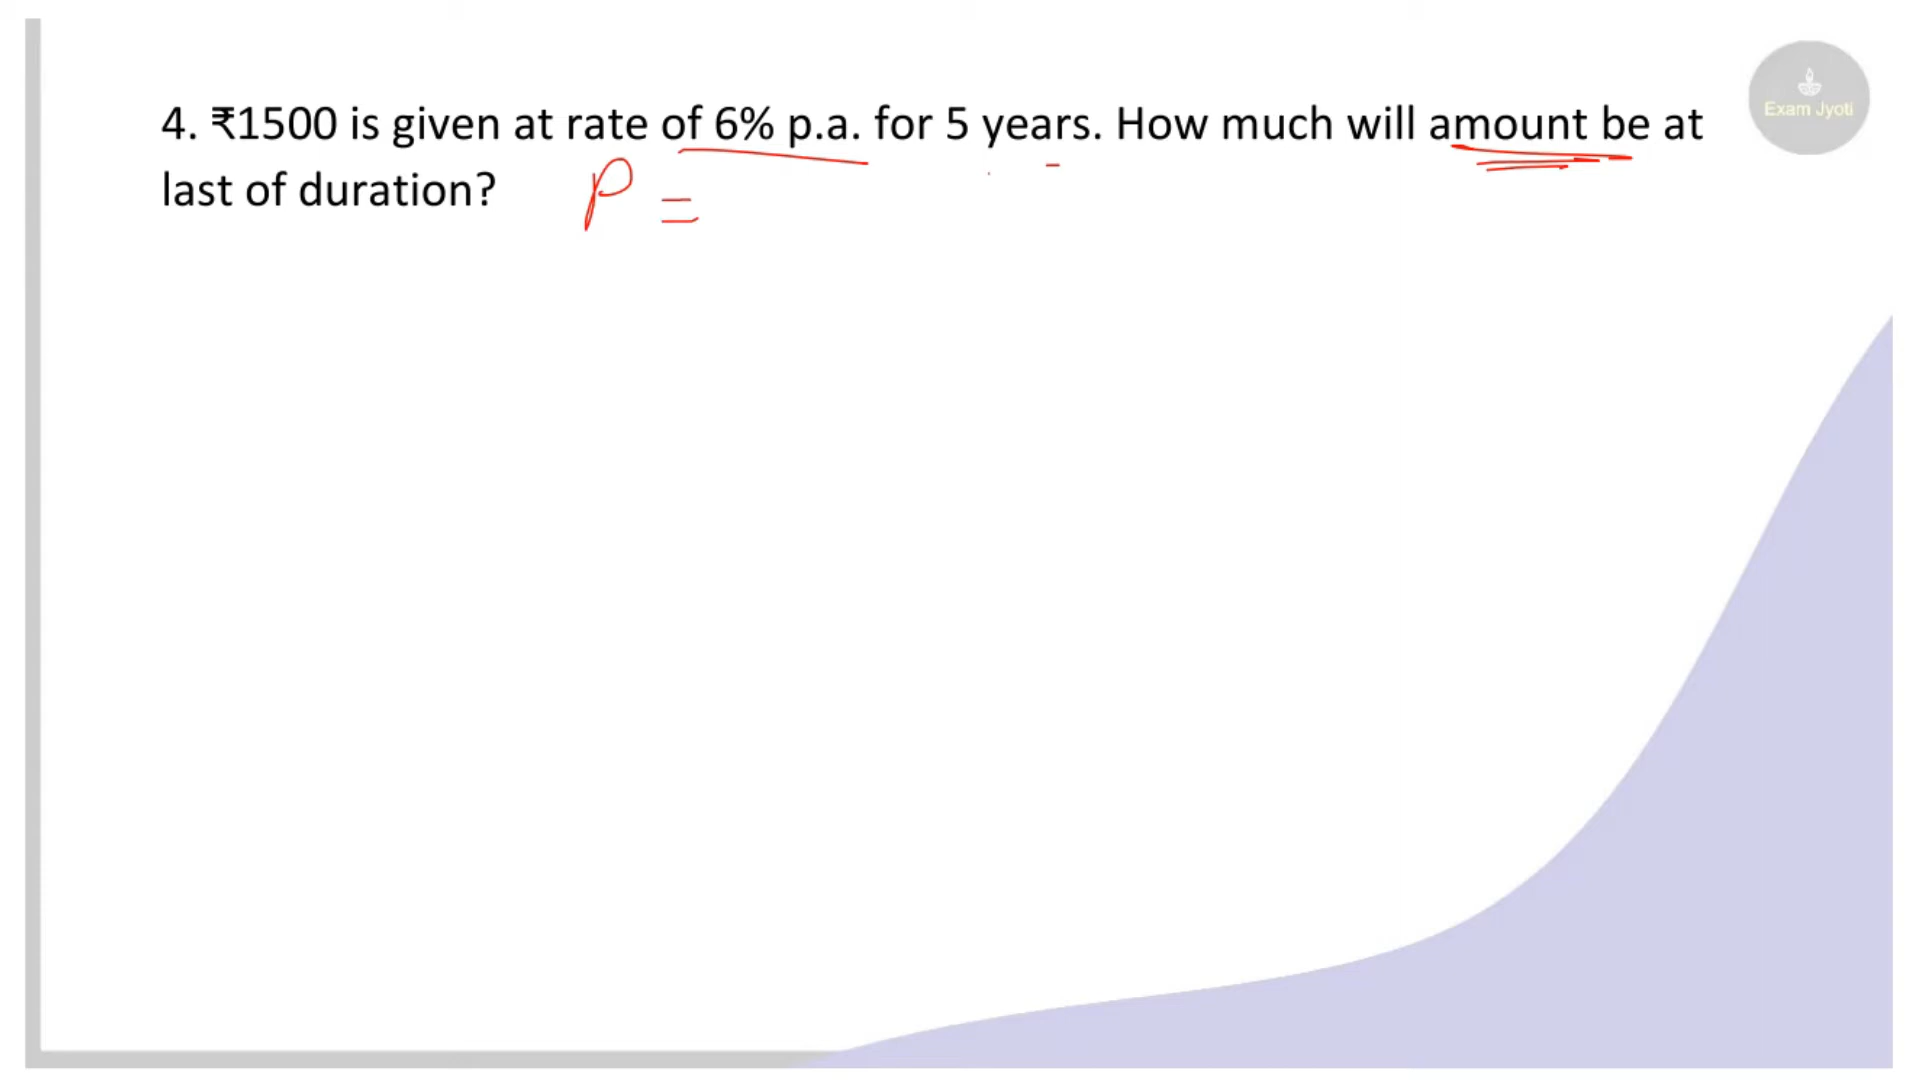 Exam Jyoti
4. ₹1500 is given at rate of 6% p.a. for 5 years. How much will amount be at
last of duration?
P =